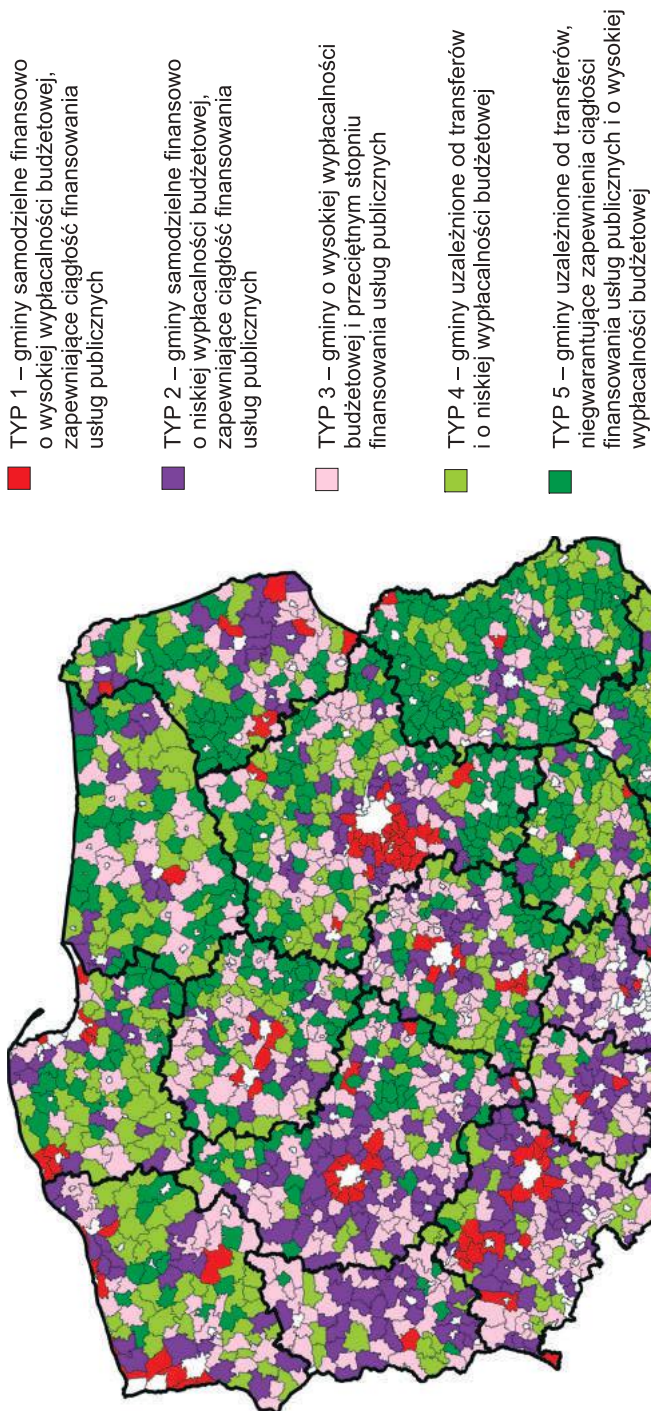 TYP 1 – gminy samodzielne finansowo
o wysokiej wypłacalności budżetowej,
zapewniające ciągłość finansowania
usług publicznych
TYP 2 – gminy samodzielne finansowo
o niskiej wypłacalności budżetowej,
zapewniające ciągłość finansowania
usług publicznych
TYP 3 – gminy o wysokiej wypłacalności
budżetowej i przeciętnym stopniu
finansowania usług publicznych
TYP 4 – gminy uzależnione od transferów
i o niskiej wypłacalności budżetowej
TYP 5 – gminy uzależnione od transferów,
niegwarantujące zapewnienia ciągłości
finansowania usług publicznych i o wysokiej
wypłacalności budżetowej